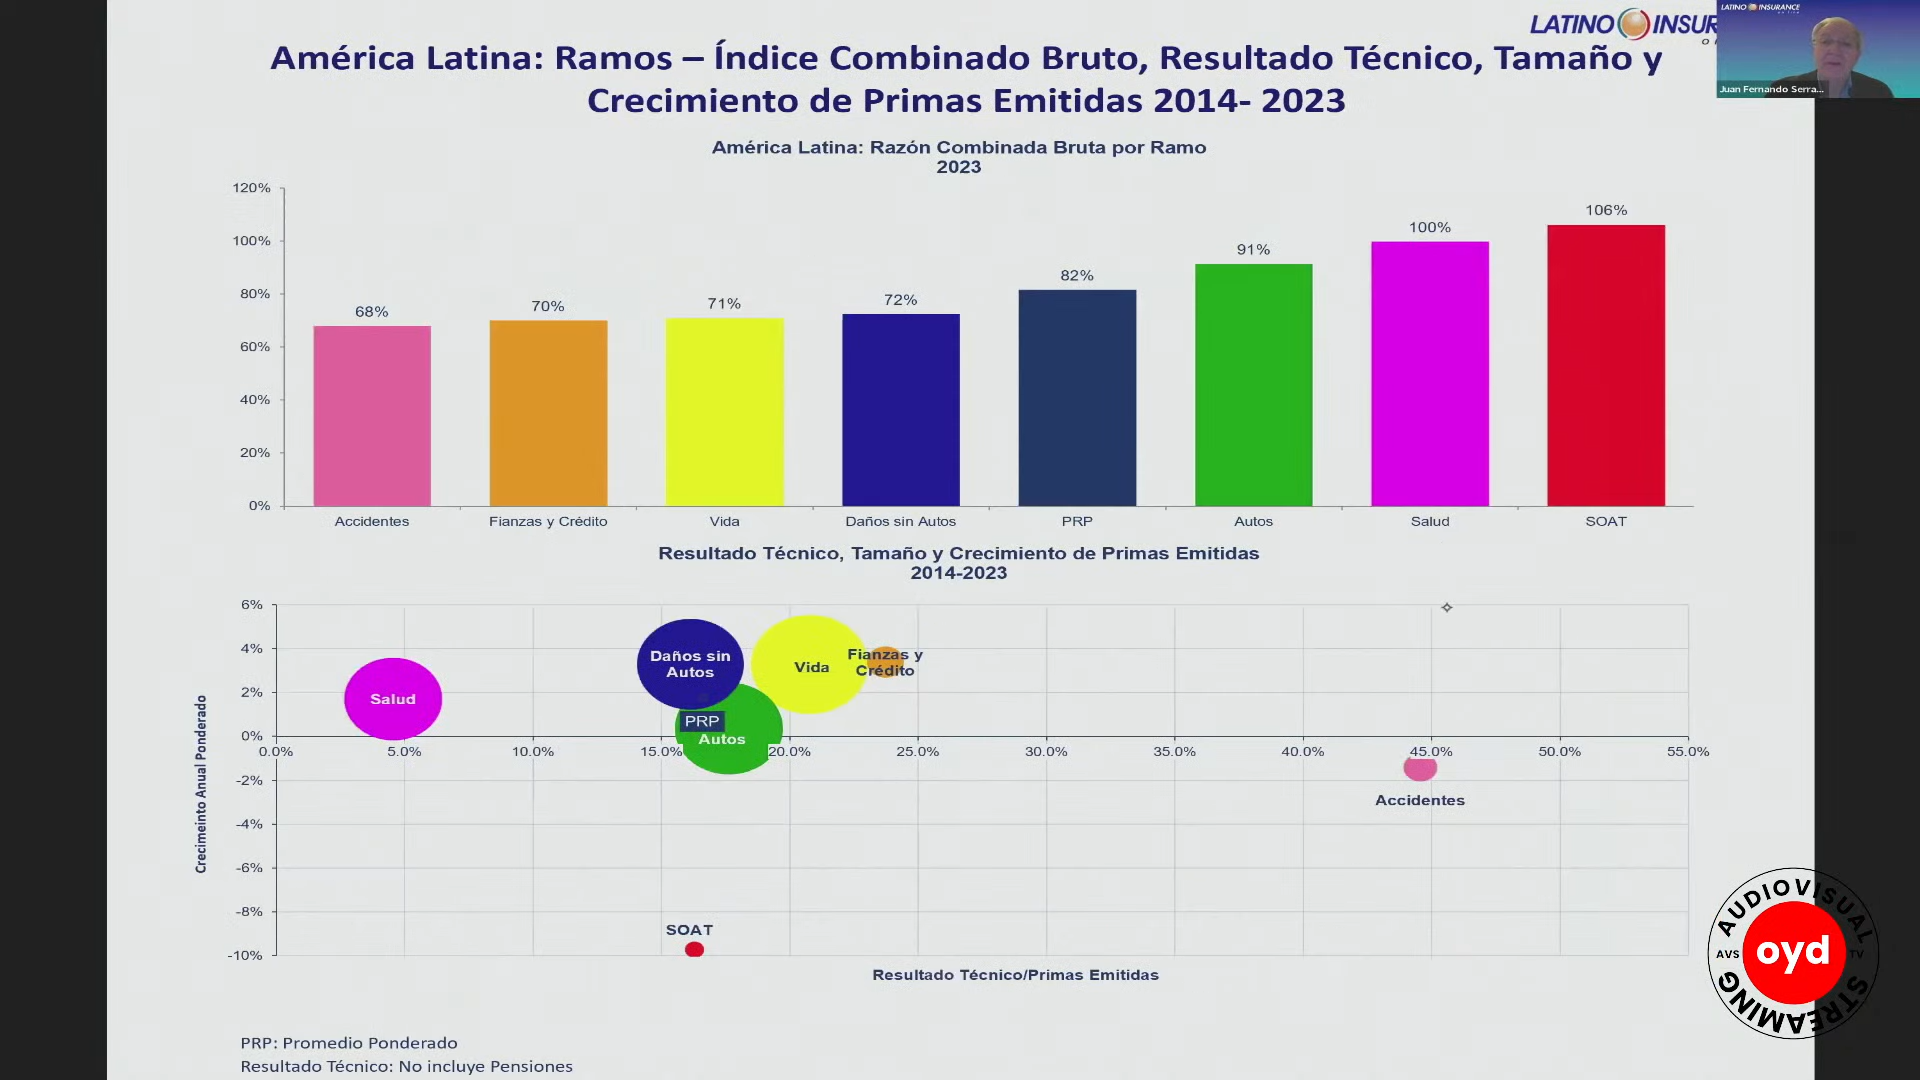 LATINO INSUR
LATINO INSURANCE
Juan Fernando Serra...
América Latina: Ramos – Índice Combinado Bruto, Resultado Técnico, Tamaño y
Crecimiento de Primas Emitidas 2014- 2023
América Latina: Razón Combinada Bruta por Ramo
2023
120%
100%
80%
60%
40%
20%
0%
68%
70%
71%
72%
82%
91%
100%
106%
Accidentes
Fianzas y Crédito
Vida
Daños sin Autos
PRP
Autos
Salud
SOAT
Resultado Técnico, Tamaño y Crecimiento de Primas Emitidas
2014-2023
Crecimeinto Anual Ponderado
6%
4%
2%
0%
-2%
-4%
-6%
-8%
-10%
Salud
Daños sin
Autos
Vida
Fianzas y
Crédito
PRP
Autos
0.0%
5.0%
10.0%
15.0%
20.0%
25.0%
30.0%
35.0%
40.0%
45.0%
50.0%
55.0%
Accidentes
SOAT
Resultado Técnico/Primas Emitidas
PRP: Promedio Ponderado
Resultado Técnico: No incluye Pensiones
AUDIOVISUAL
AVS
oyd
TV
STREAMING